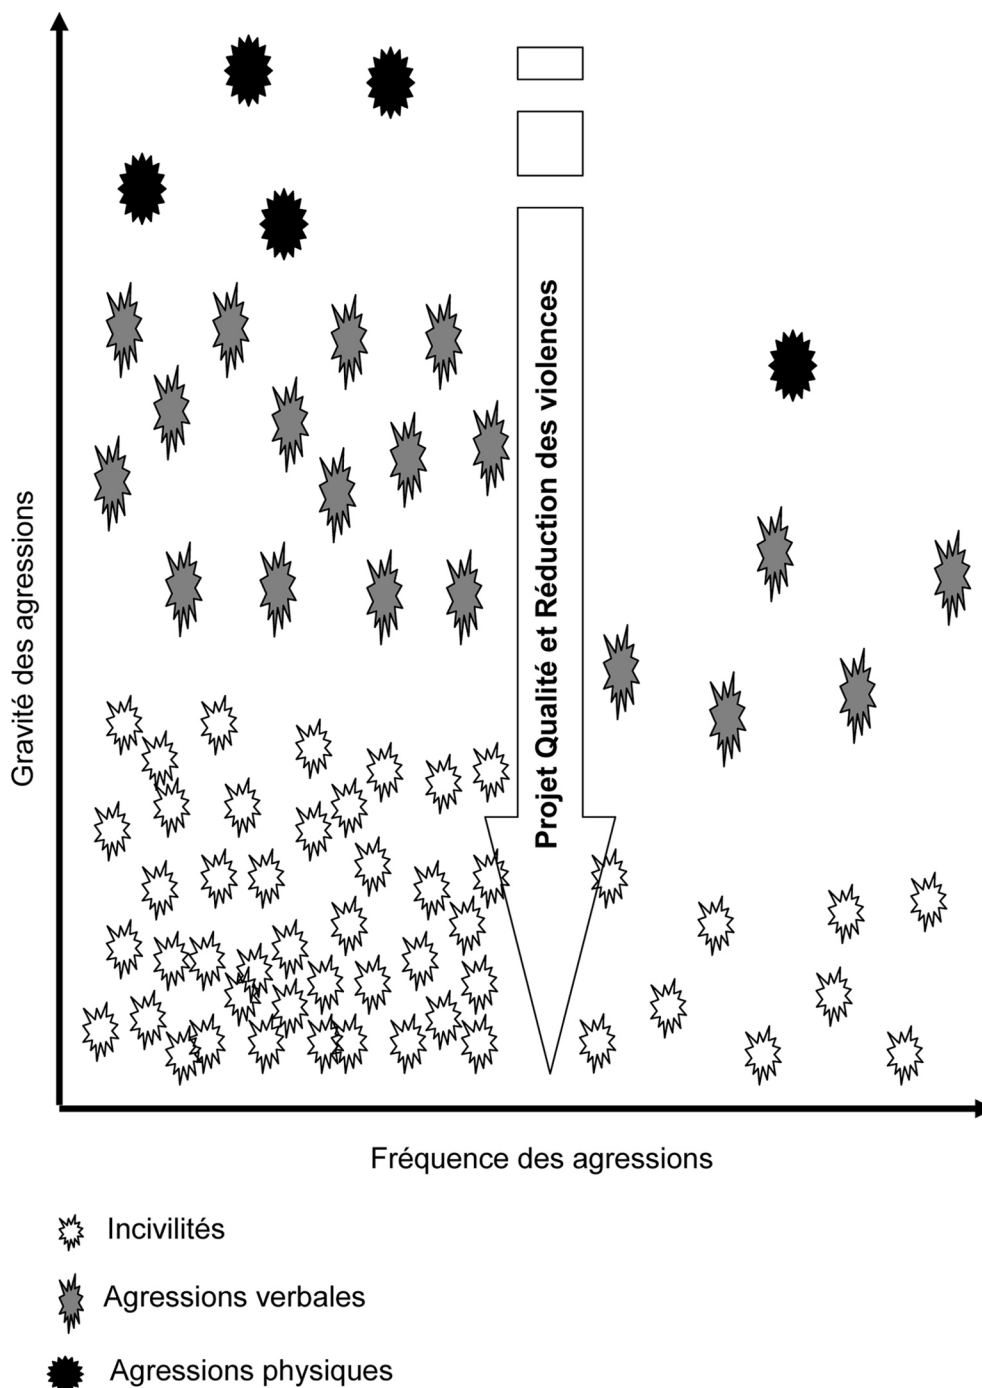 Gravité des agressions
Projet Qualité et Réduction des violences
Fréquence des agressions
Incivilités
Agressions verbales
Agressions physiques